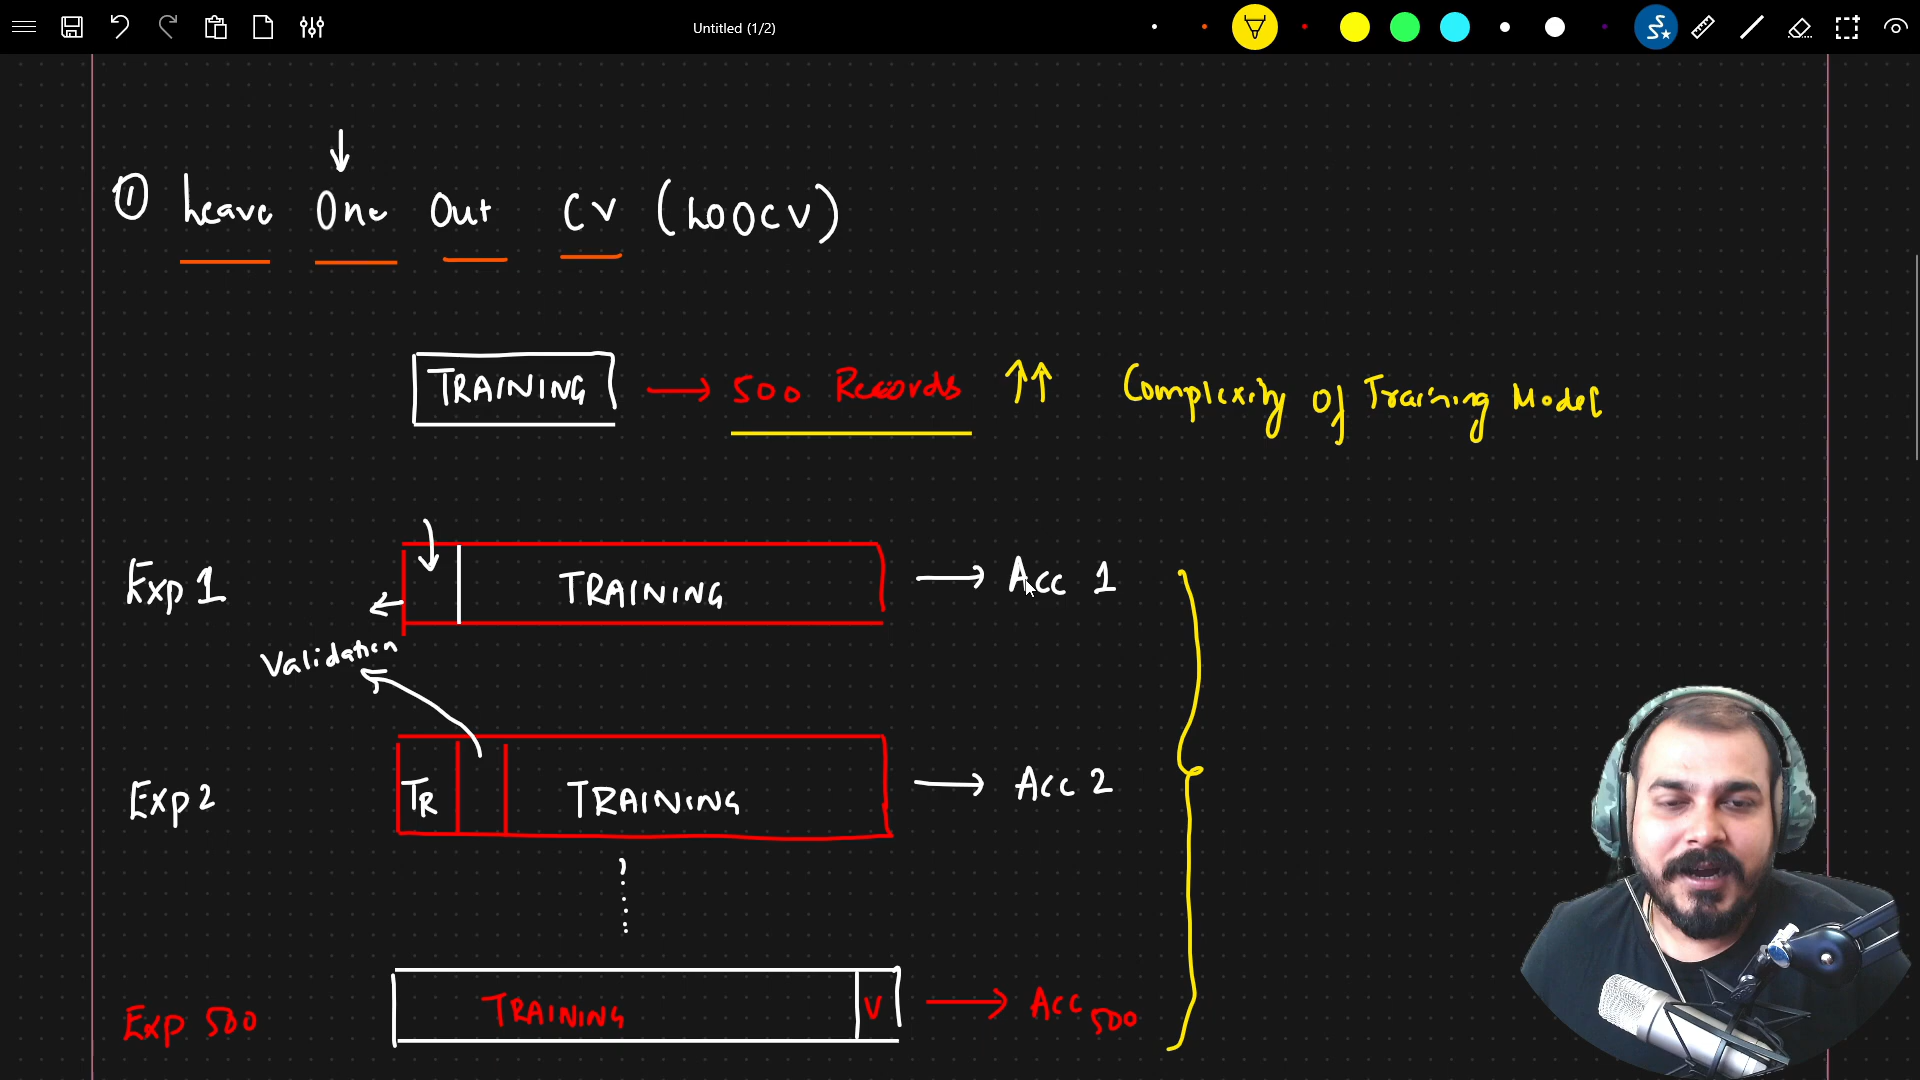 Untitled (1/2)
① Leave One Out CV (LOOCV)
TRAINING → 500 Records ↑↑ Complexity Of Training Model
Exp 1 TRAINING → Acc 1
Validation
Exp 2 TR TRAINING → Acc 2
Exp 500 TRAINING V → Acc 500